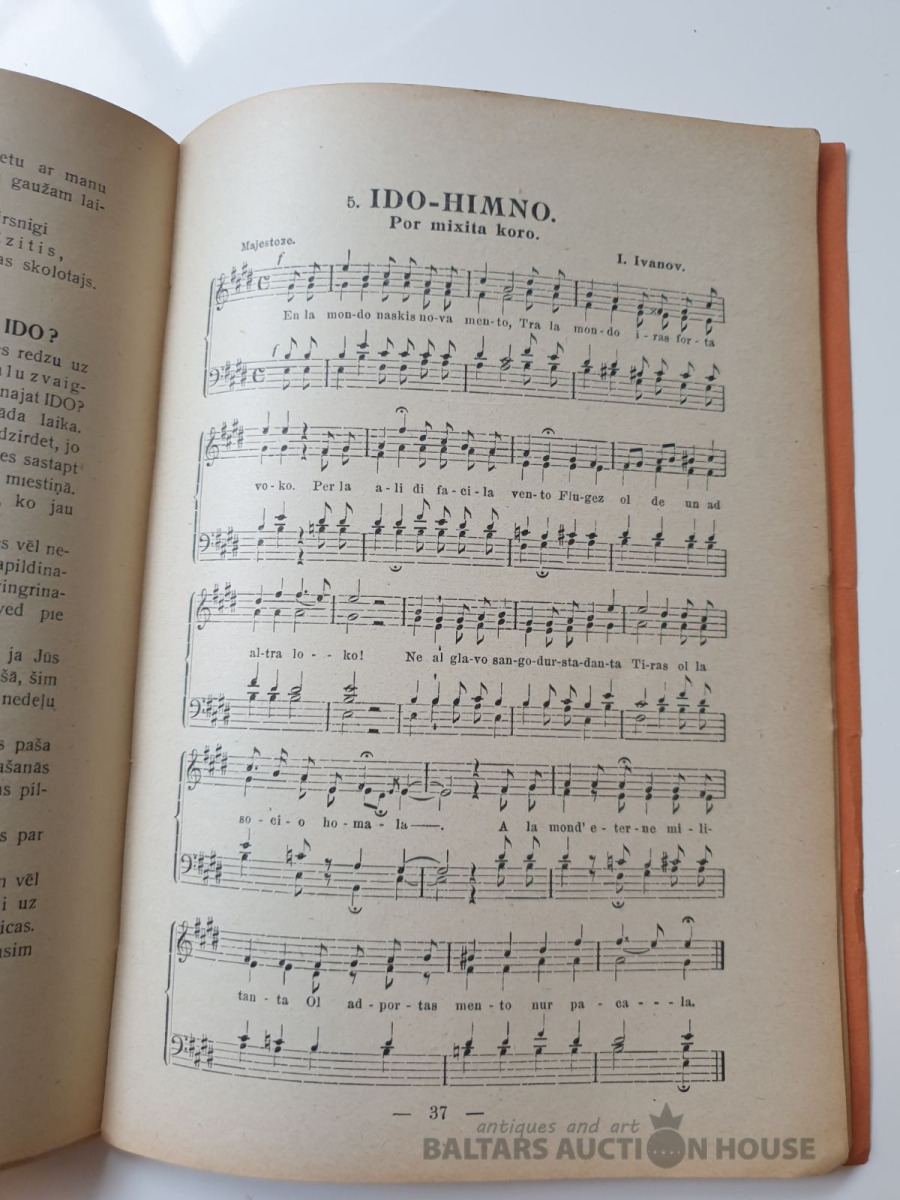 etu ar manu
gaužam lai-
irsnigi
zitis,
as skolotajs.
IDO?
rs redzu uz
luzvaig-
najat IDO?
ada laika.
dzirdet, jo
es sastapt
miestiņā.
ko jau
s vēl ne-
apildina-
vingrina-
ved pie
ja Jūs
šā, šim
nedeļu
s paša
ašanās
as pil-
s par
n vēl
i uz
icas.
asim
5. IDO-HIMNO.
Por mixita koro.
Majestoze.
I. Ivanov.
f
En la mon-do naskis no-va men-to, Tra la mon-do i-ras for-ta
f
vo-ko. Per la a-li di fa-ci-la ven-to Flu-gez ol de un ad
al-tra lo--ko! Ne al gla-vo san-go-dur-sta-dan-ta Ti-ras ol la
so-ci-o ho-ma-la—. A la mond' e-ter-ne mi-li-
tan-ta Ol ad-por-tas men-to nur pa-ca---la.
— 37 —
antiques and art
BALTARS AUCTION HOUSE